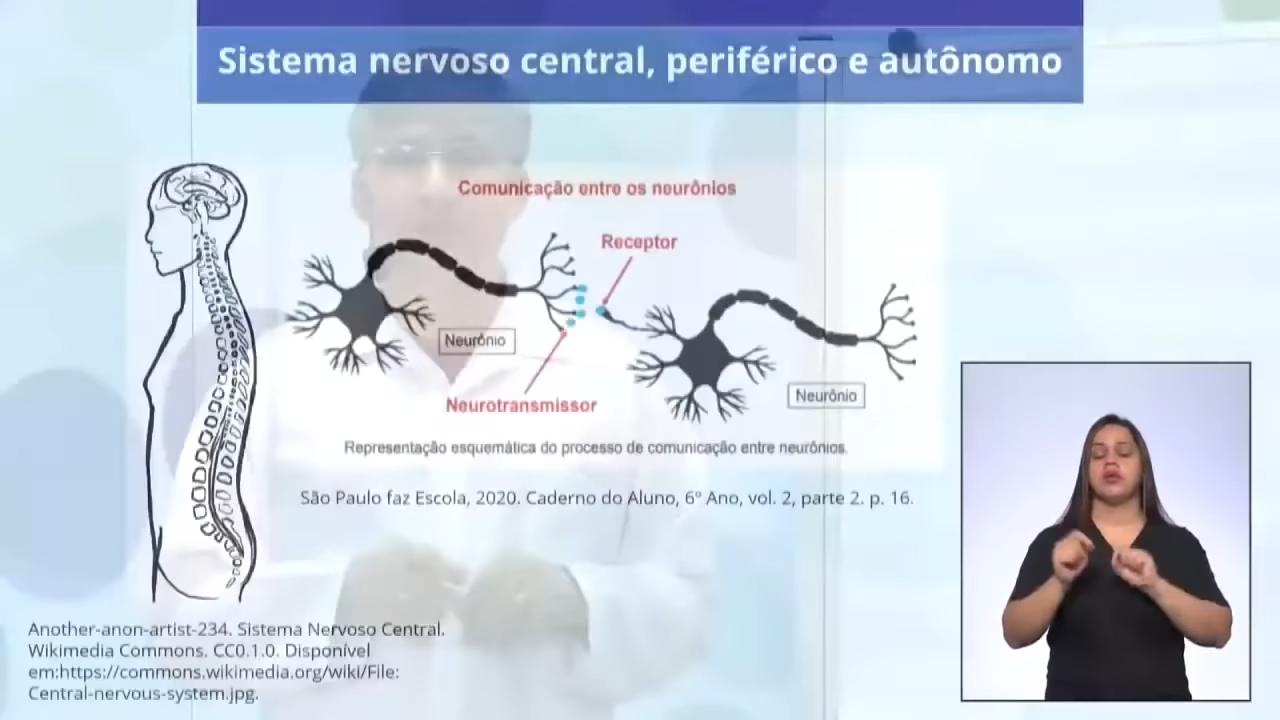 Sistema nervoso central, periférico e autônomo
Comunicação entre os neurônios
Receptor
Neurônio
Neurotransmissor
Neurônio
Representação esquemática do processo de comunicação entre neurônios.
São Paulo faz Escola, 2020. Caderno do Aluno, 6º Ano, vol. 2, parte 2. p. 16.
Another-anon-artist-234. Sistema Nervoso Central.
Wikimedia Commons. CC0.1.0. Disponível
em:https://commons.wikimedia.org/wiki/File:
Central-nervous-system.jpg.